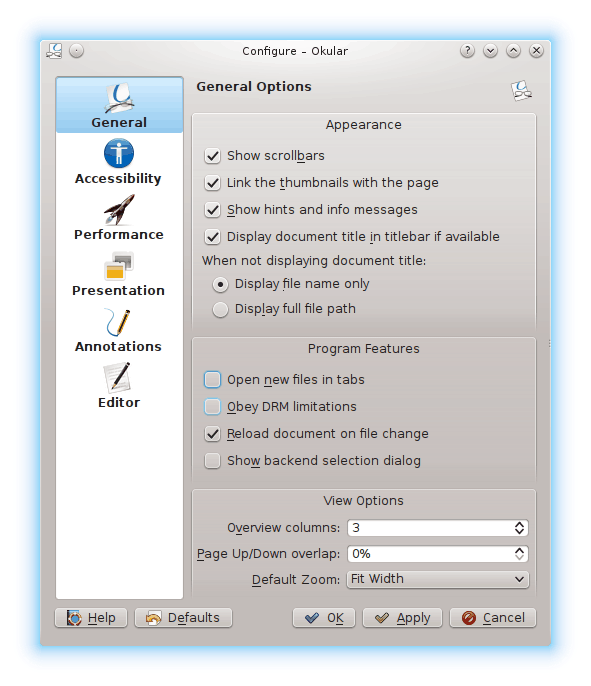 Configure – Okular
General
Accessibility
Performance
Presentation
Annotations
Editor
General Options
Appearance
Show scrollbars
Link the thumbnails with the page
Show hints and info messages
Display document title in titlebar if available
When not displaying document title:
Display file name only
Display full file path
Program Features
Open new files in tabs
Obey DRM limitations
Reload document on file change
Show backend selection dialog
View Options
Overview columns: 3
Page Up/Down overlap: 0%
Default Zoom: Fit Width
Help Defaults OK Apply Cancel